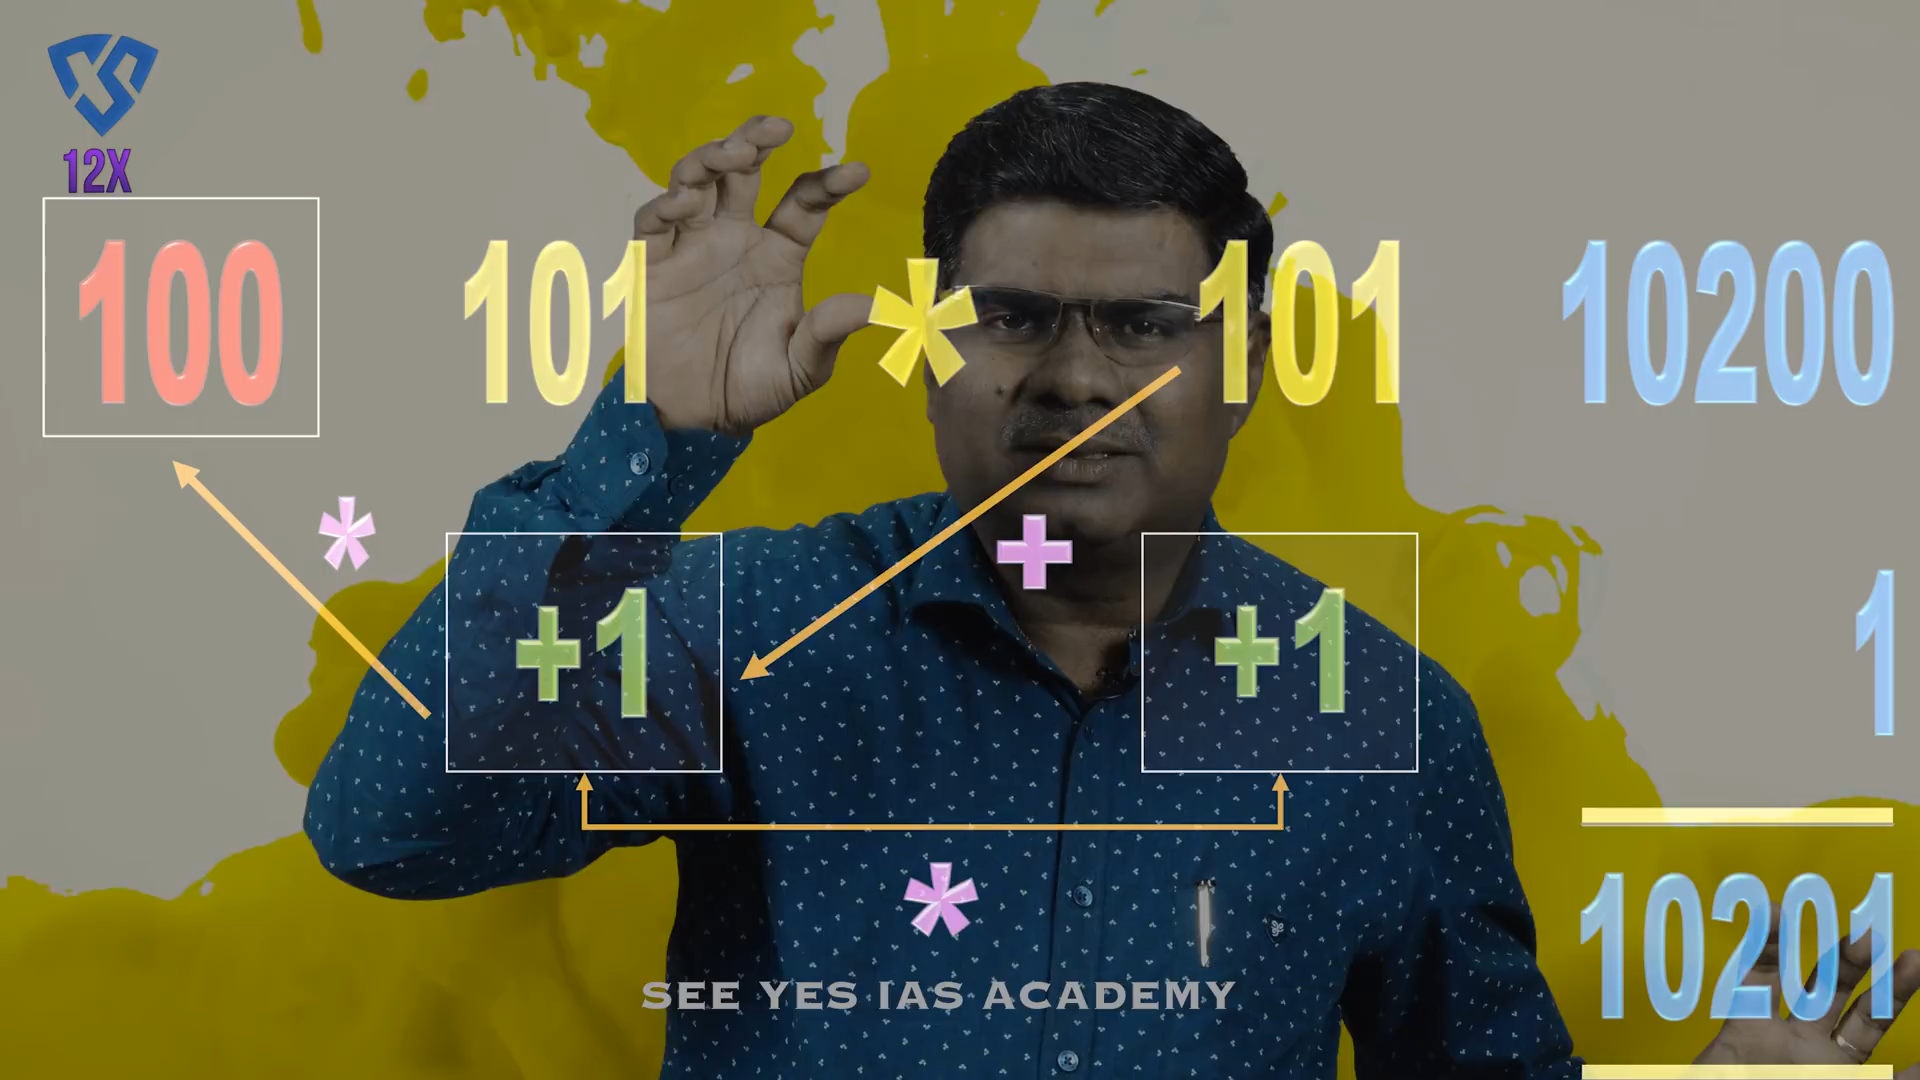 12X
100 101 * 101 10200
* + 1
+1 +1
*
10201
SEE YES IAS ACADEMY